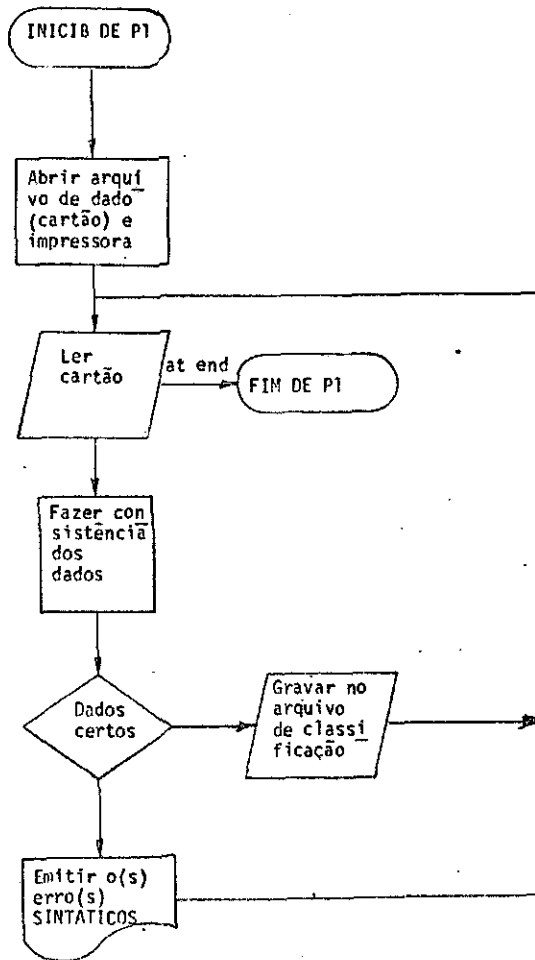 INICIB DE P1
Abrir arqui
vo de dado
(cartão) e
impressora
Ler
cartão
at end
FIM DE P1
Fazer con
sistência
dos
dados
Dados
certos
Gravar no
arquivo
de classi
ficação
Emitir o(s)
erro(s)
SINTATICOS